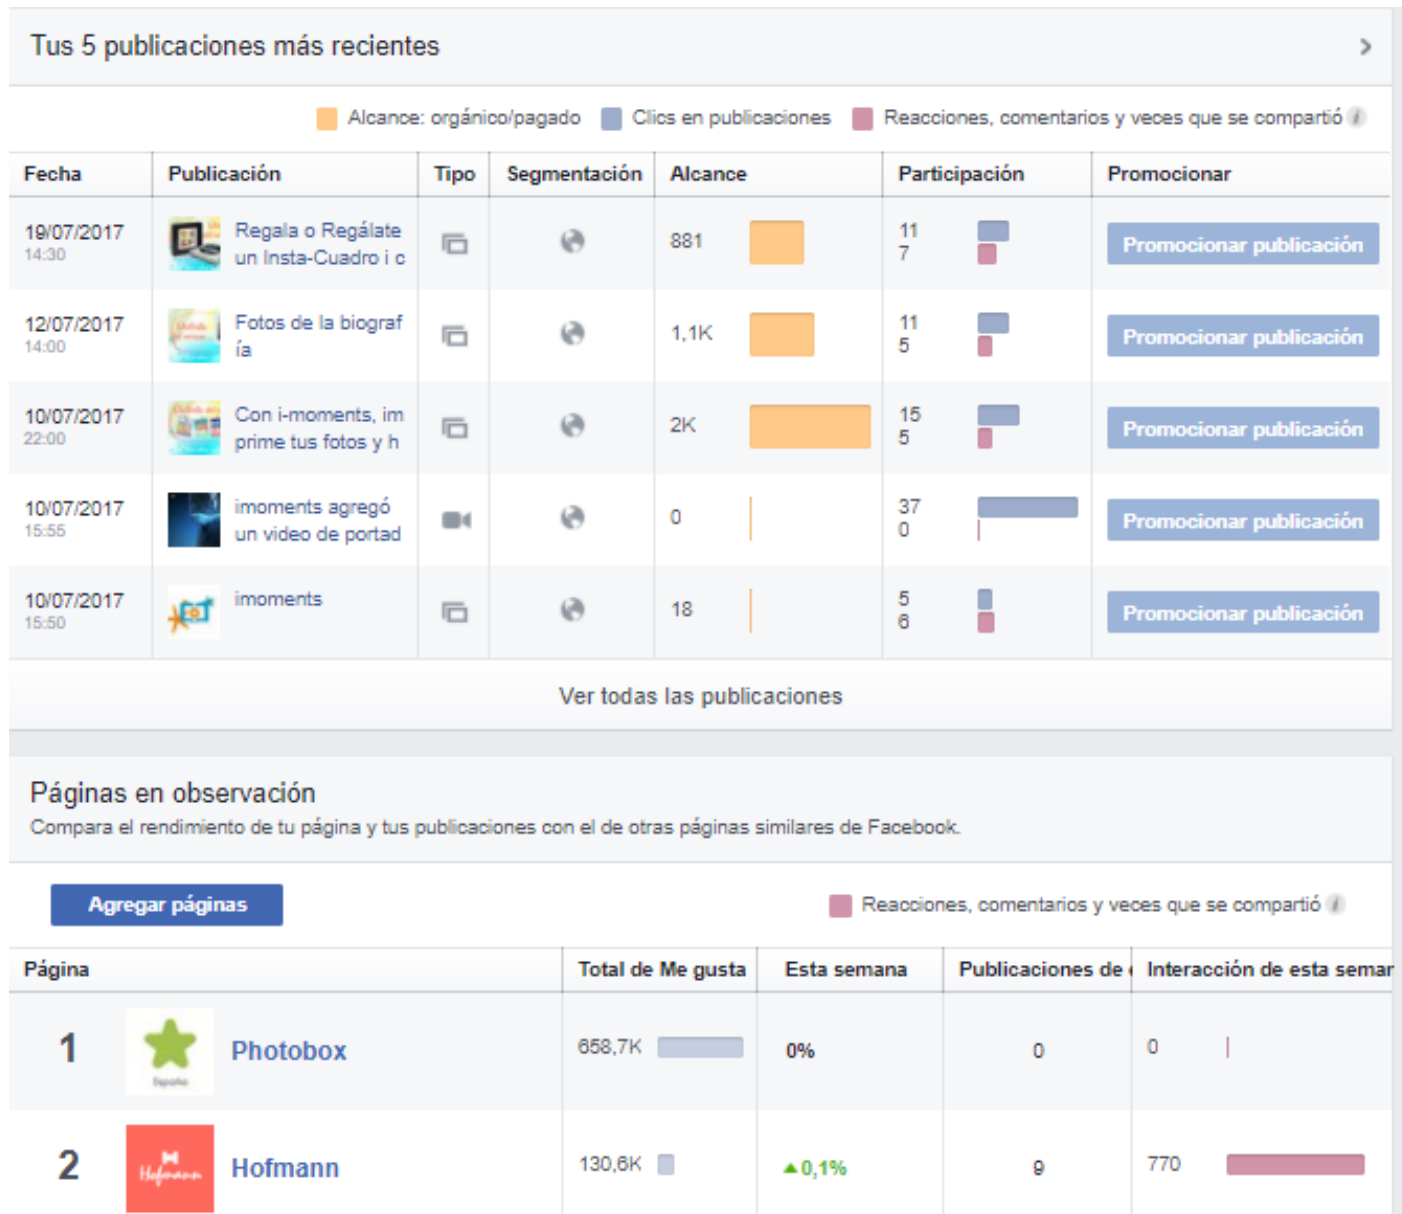 Tus 5 publicaciones más recientes
Alcance: orgánico/pagado Clics en publicaciones Reacciones, comentarios y veces que se compartió i
Fecha Publicación Tipo Segmentación Alcance Participación Promocionar
19/07/2017 Regala o Regálate 881 11 Promocionar publicación
14:30 un Insta-Cuadro i c 7
12/07/2017 Fotos de la biograf 1,1K 11 Promocionar publicación
14:00 ía 5
10/07/2017 Con i-moments, im 2K 15 Promocionar publicación
22:00 prime tus fotos y h 5
10/07/2017 imoments agregó 0 37 Promocionar publicación
15:55 un video de portad 0
10/07/2017 imoments 18 5 Promocionar publicación
15:50 6
Ver todas las publicaciones
Páginas en observación
Compara el rendimiento de tu página y tus publicaciones con el de otras páginas similares de Facebook.
Agregar páginas Reacciones, comentarios y veces que se compartió i
Página Total de Me gusta Esta semana Publicaciones de Interacción de esta semar
1 España Photobox 658,7K 0% 0 0
2 Hofmann Hofmann 130,6K 0,1% 9 770